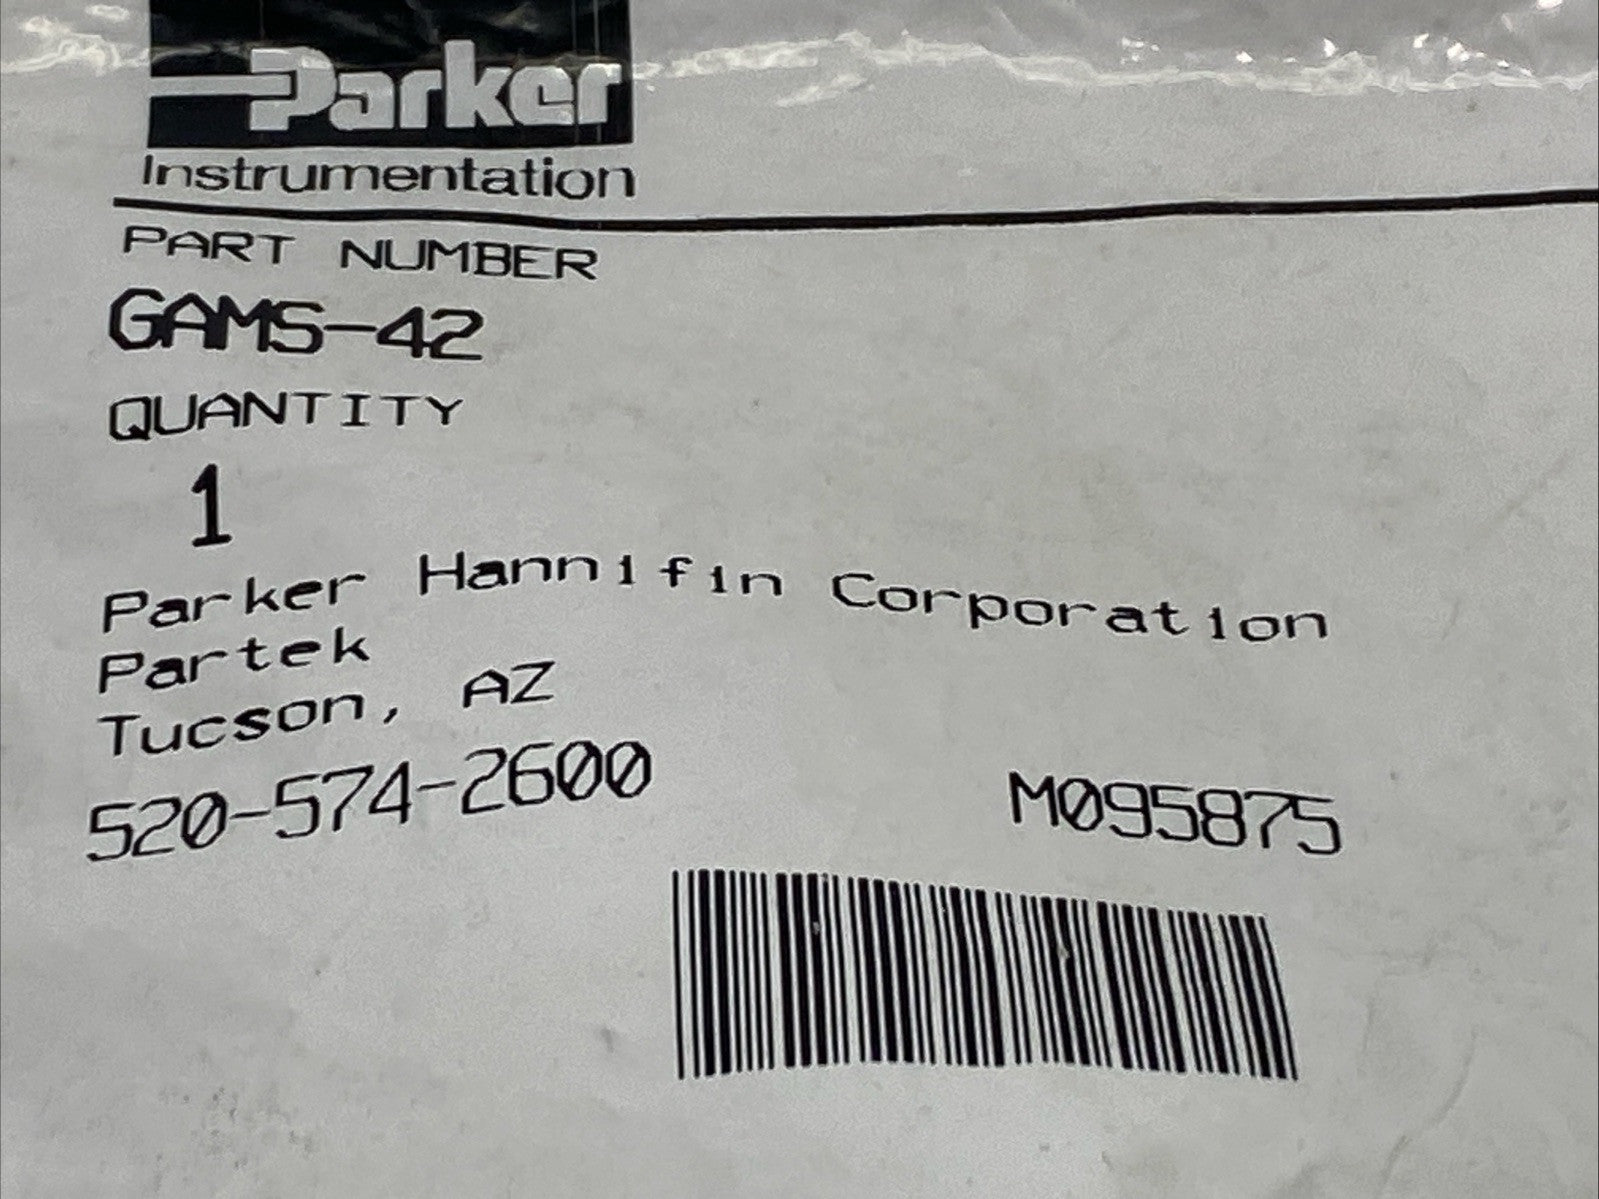 Parker
Instrumentation
PART NUMBER
GAMS-42
QUANTITY
1
Parker Hannifin Corporation
Partek
Tucson, AZ
520-574-2600
M095875